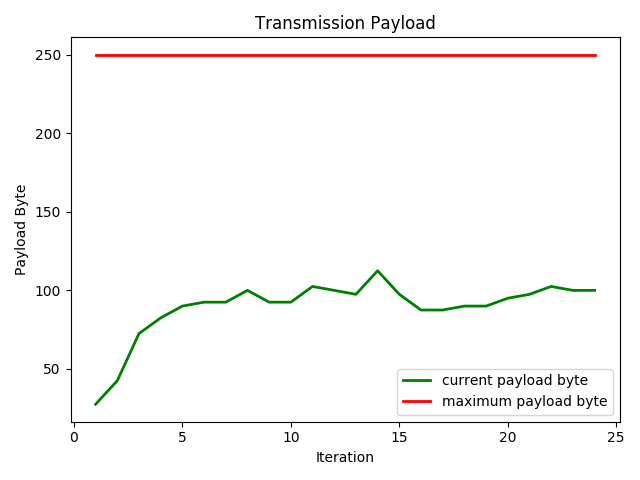 Transmission Payload
Payload Byte
250
200
150
100
50
0
5
10
15
20
25
Iteration
current payload byte
maximum payload byte